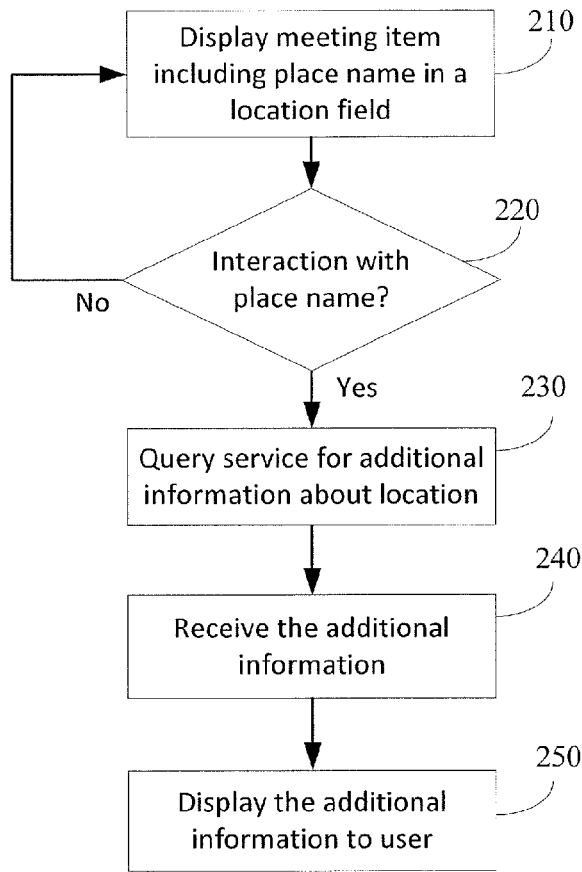 210
Display meeting item
including place name in a
location field
220
Interaction with
place name?
No
Yes
230
Query service for additional
information about location
240
Receive the additional
information
250
Display the additional
information to user